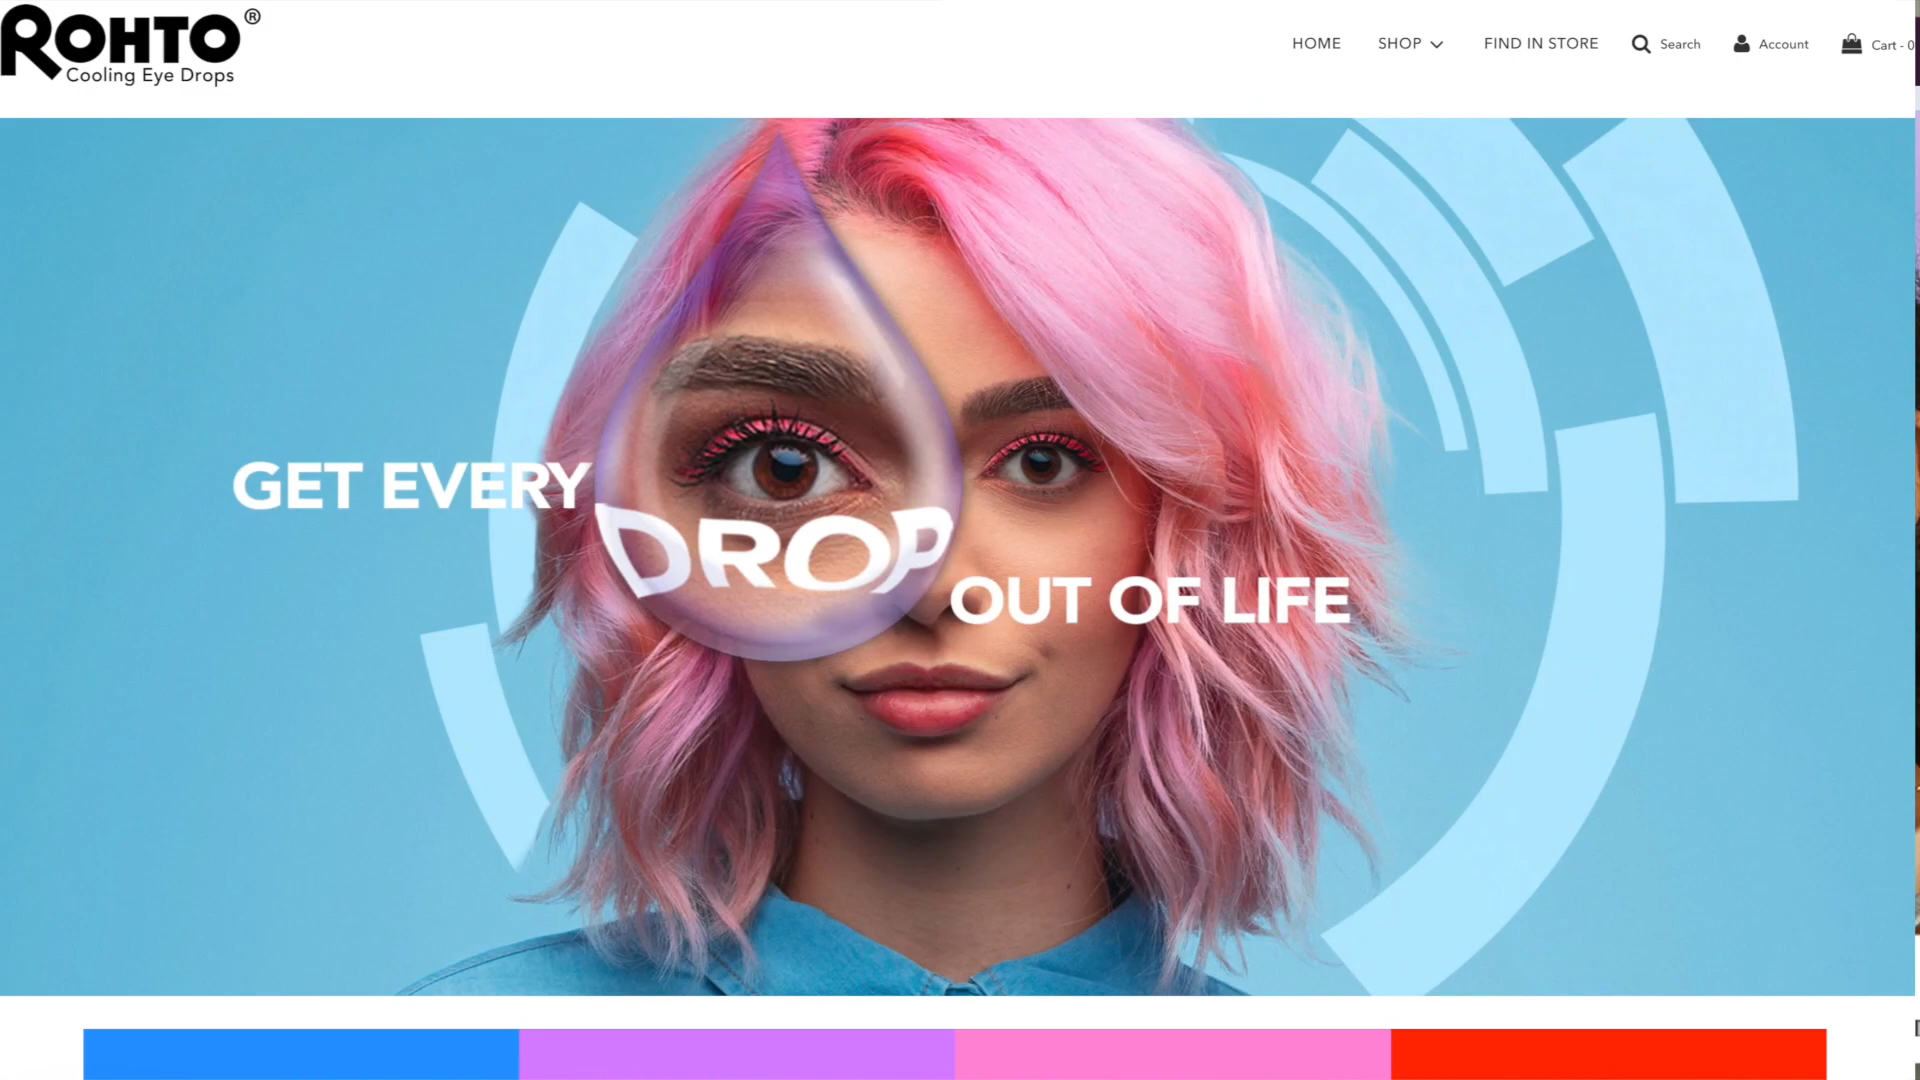 ROHTO®
Cooling Eye Drops
HOME
SHOP
FIND IN STORE
Search
Account
Cart - 0
GET EVERY
DROP
OUT OF LIFE